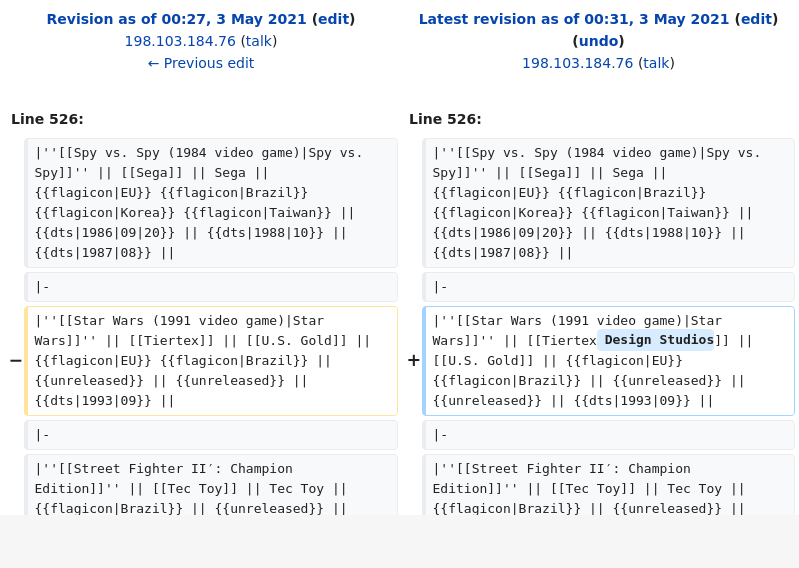 Revision as of 00:27, 3 May 2021 (edit)
198.103.184.76 (talk)
← Previous edit
Latest revision as of 00:31, 3 May 2021 (edit)
(undo)
198.103.184.76 (talk)
Line 526:
|''[[Spy vs. Spy (1984 video game)|Spy vs.
Spy]]'' || [[Sega]] || Sega ||
{{flagicon|EU}} {{flagicon|Brazil}}
{{flagicon|Korea}} {{flagicon|Taiwan}} ||
{{dts|1986|09|20}} || {{dts|1988|10}} ||
{{dts|1987|08}} ||
|-
− |''[[Star Wars (1991 video game)|Star
Wars]]'' || [[Tiertex]] || [[U.S. Gold]] ||
{{flagicon|EU}} {{flagicon|Brazil}} ||
{{unreleased}} || {{unreleased}} ||
{{dts|1993|09}} ||
|-
|''[[Street Fighter II′: Champion
Edition]]'' || [[Tec Toy]] || Tec Toy ||
{{flagicon|Brazil}} || {{unreleased}} ||
Line 526:
|''[[Spy vs. Spy (1984 video game)|Spy vs.
Spy]]'' || [[Sega]] || Sega ||
{{flagicon|EU}} {{flagicon|Brazil}}
{{flagicon|Korea}} {{flagicon|Taiwan}} ||
{{dts|1986|09|20}} || {{dts|1988|10}} ||
{{dts|1987|08}} ||
|-
+ |''[[Star Wars (1991 video game)|Star
Wars]]'' || [[Tiertex Design Studios]] ||
[[U.S. Gold]] || {{flagicon|EU}}
{{flagicon|Brazil}} || {{unreleased}} ||
{{unreleased}} || {{dts|1993|09}} ||
|-
|''[[Street Fighter II′: Champion
Edition]]'' || [[Tec Toy]] || Tec Toy ||
{{flagicon|Brazil}} || {{unreleased}} ||